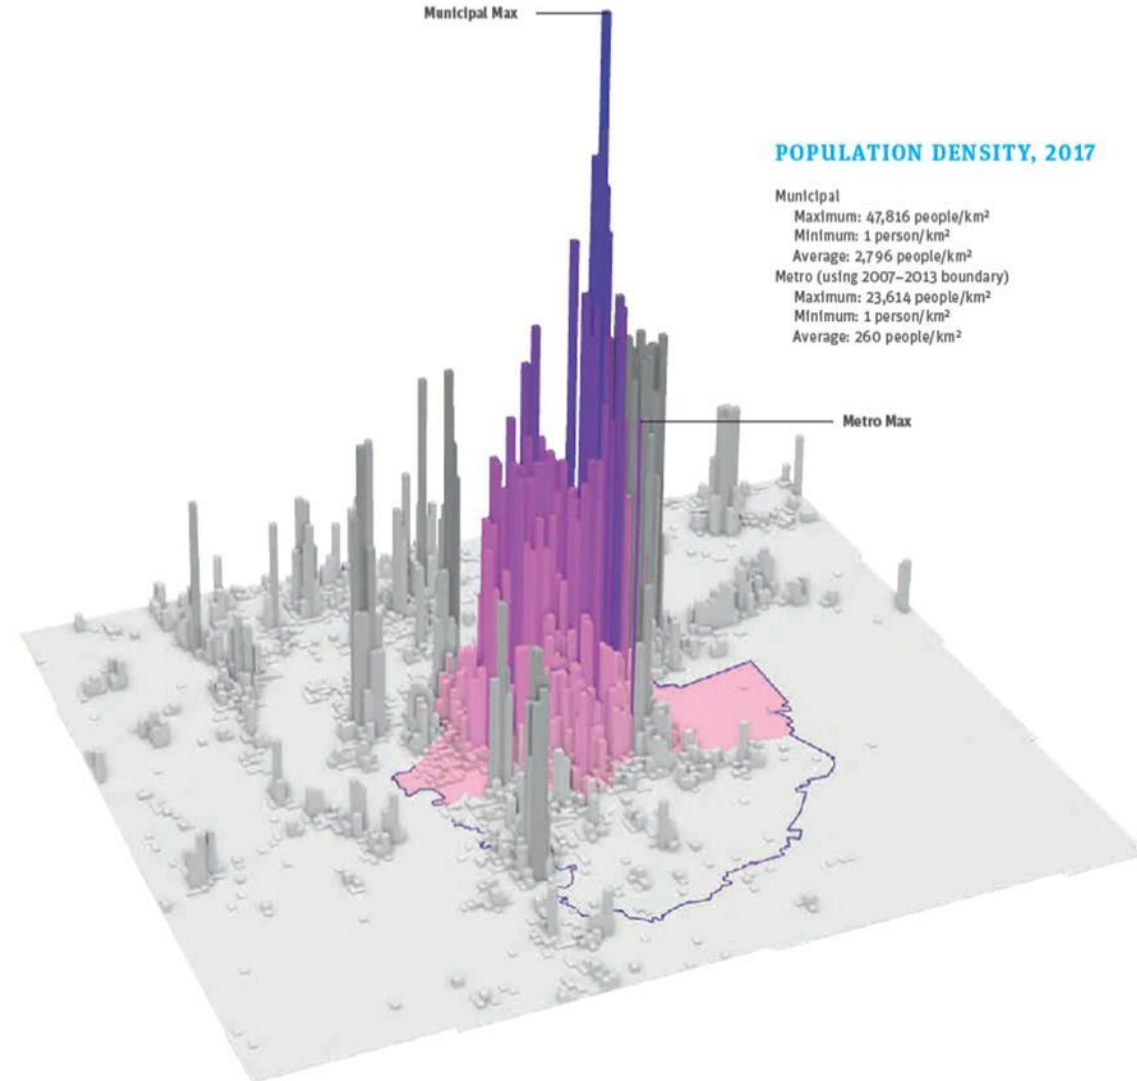 Municipal Max
POPULATION DENSITY, 2017
Municipal
Maximum: 47,816 people/km²
Minimum: 1 person/km²
Average: 2,796 people/km²
Metro (using 2007–2013 boundary)
Maximum: 23,614 people/km²
Minimum: 1 person/km²
Average: 260 people/km²
Metro Max